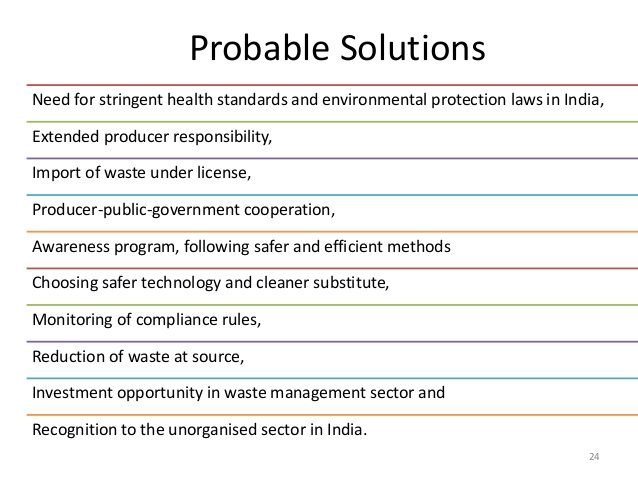 Probable Solutions
Need for stringent health standards and environmental protection laws in India,
Extended producer responsibility,
Import of waste under license,
Producer-public-government cooperation,
Awareness program, following safer and efficient methods
Choosing safer technology and cleaner substitute,
Monitoring of compliance rules,
Reduction of waste at source,
Investment opportunity in waste management sector and
Recognition to the unorganised sector in India.
24